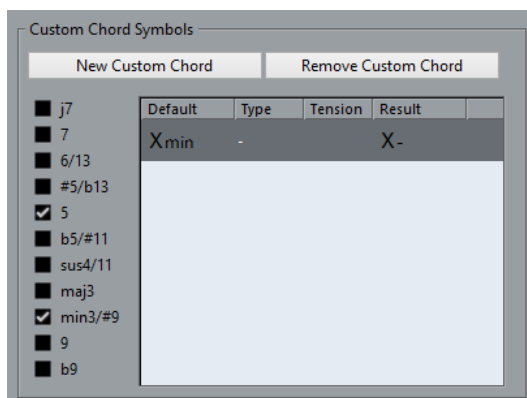 Custom Chord Symbols
New Custom Chord Remove Custom Chord
j7
7
6/13
#5/b13
5
b5/#11
sus4/11
maj3
min3/#9
9
b9
Default Type Tension Result
Xmin - X-